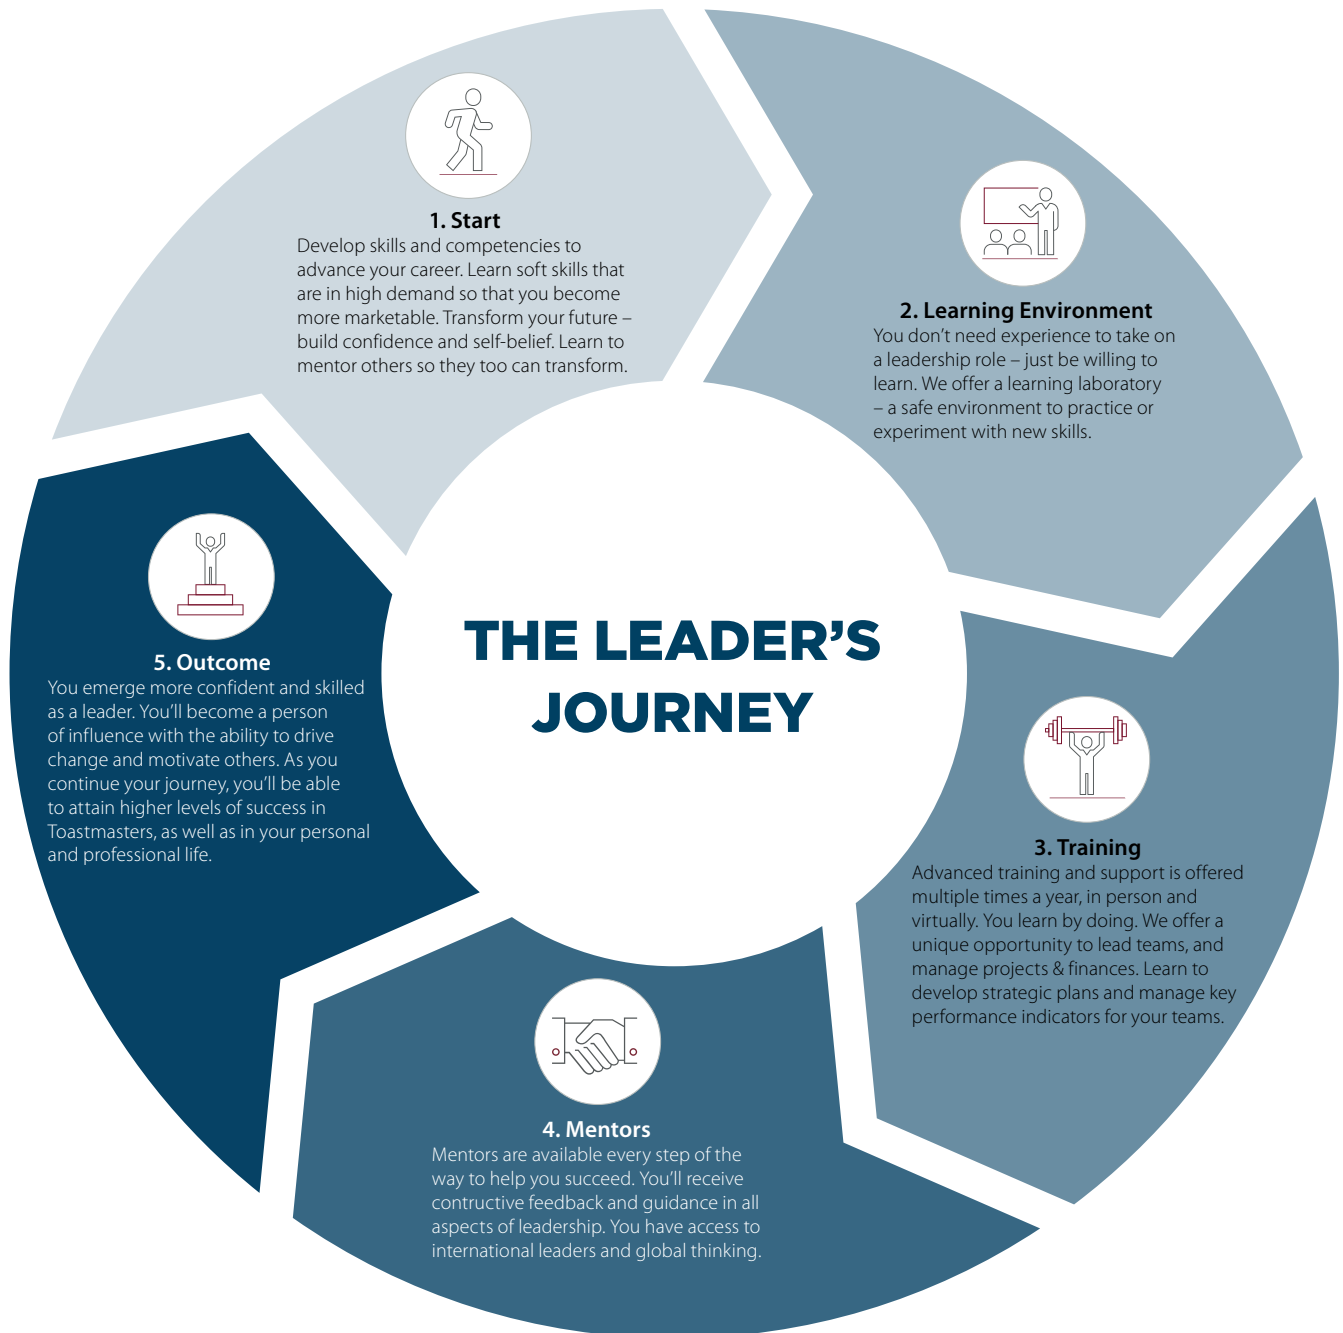 1. Start
Develop skills and competencies to
advance your career. Learn soft skills that
are in high demand so that you become
more marketable. Transform your future –
build confidence and self-belief. Learn to
mentor others so they too can transform.
2. Learning Environment
You don’t need experience to take on
a leadership role – just be willing to
learn. We offer a learning laboratory
– a safe environment to practice or
experiment with new skills.
THE LEADER’S
JOURNEY
3. Training
Advanced training and support is offered
multiple times a year, in person and
virtually. You learn by doing. We offer a
unique opportunity to lead teams, and
manage projects & finances. Learn to
develop strategic plans and manage key
performance indicators for your teams.
4. Mentors
Mentors are available every step of the
way to help you succeed. You’ll receive
contructive feedback and guidance in all
aspects of leadership. You have access to
international leaders and global thinking.
5. Outcome
You emerge more confident and skilled
as a leader. You’ll become a person
of influence with the ability to drive
change and motivate others. As you
continue your journey, you’ll be able
to attain higher levels of success in
Toastmasters, as well as in your personal
and professional life.